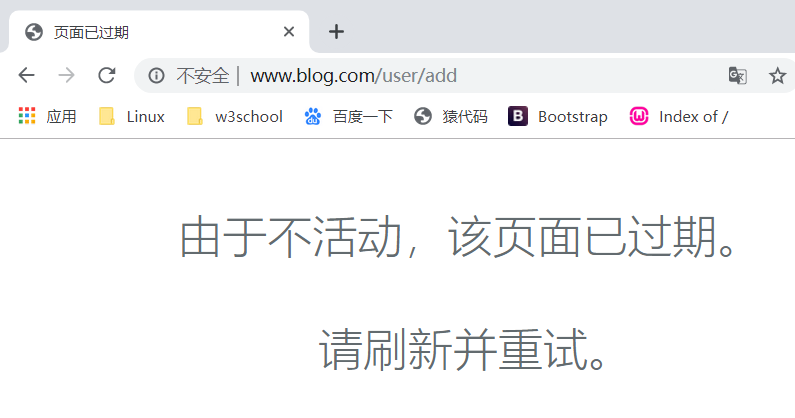 页面已过期
不安全 | www.blog.com/user/add
应用 Linux w3school 百度一下 猿代码 Bootstrap Index of /
由于不活动，该页面已过期。
请刷新并重试。